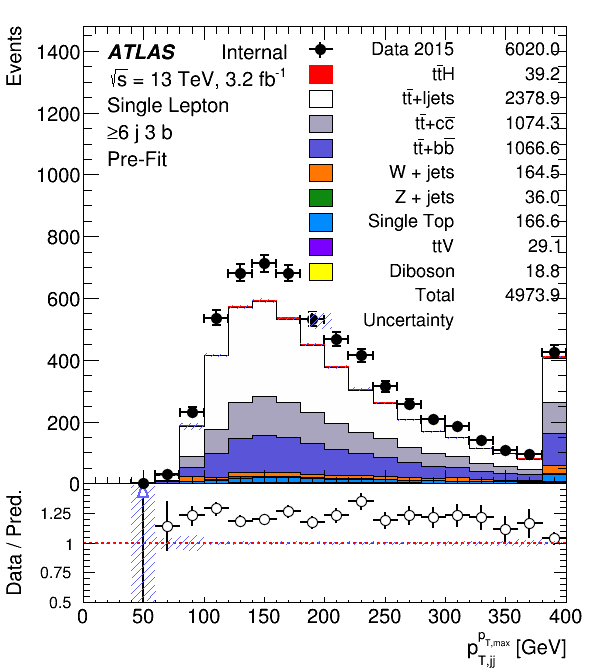 Events
1400
1200
1000
800
600
400
200
0
ATLAS Internal
√s = 13 TeV, 3.2 fb⁻¹
Single Lepton
≥6 j 3 b
Pre-Fit
Data 2015 6020.0
tt̄H 39.2
tt̄+ljets 2378.9
tt̄+cc̄ 1074.3
tt̄+bb̄ 1066.6
W + jets 164.5
Z + jets 36.0
Single Top 166.6
ttV 29.1
Diboson 18.8
Total 4973.9
Uncertainty
Data / Pred.
1.25
1
0.75
0.5
0 50 100 150 200 250 300 350 400
p_{T,jj}^{p_{T,max}} [GeV]